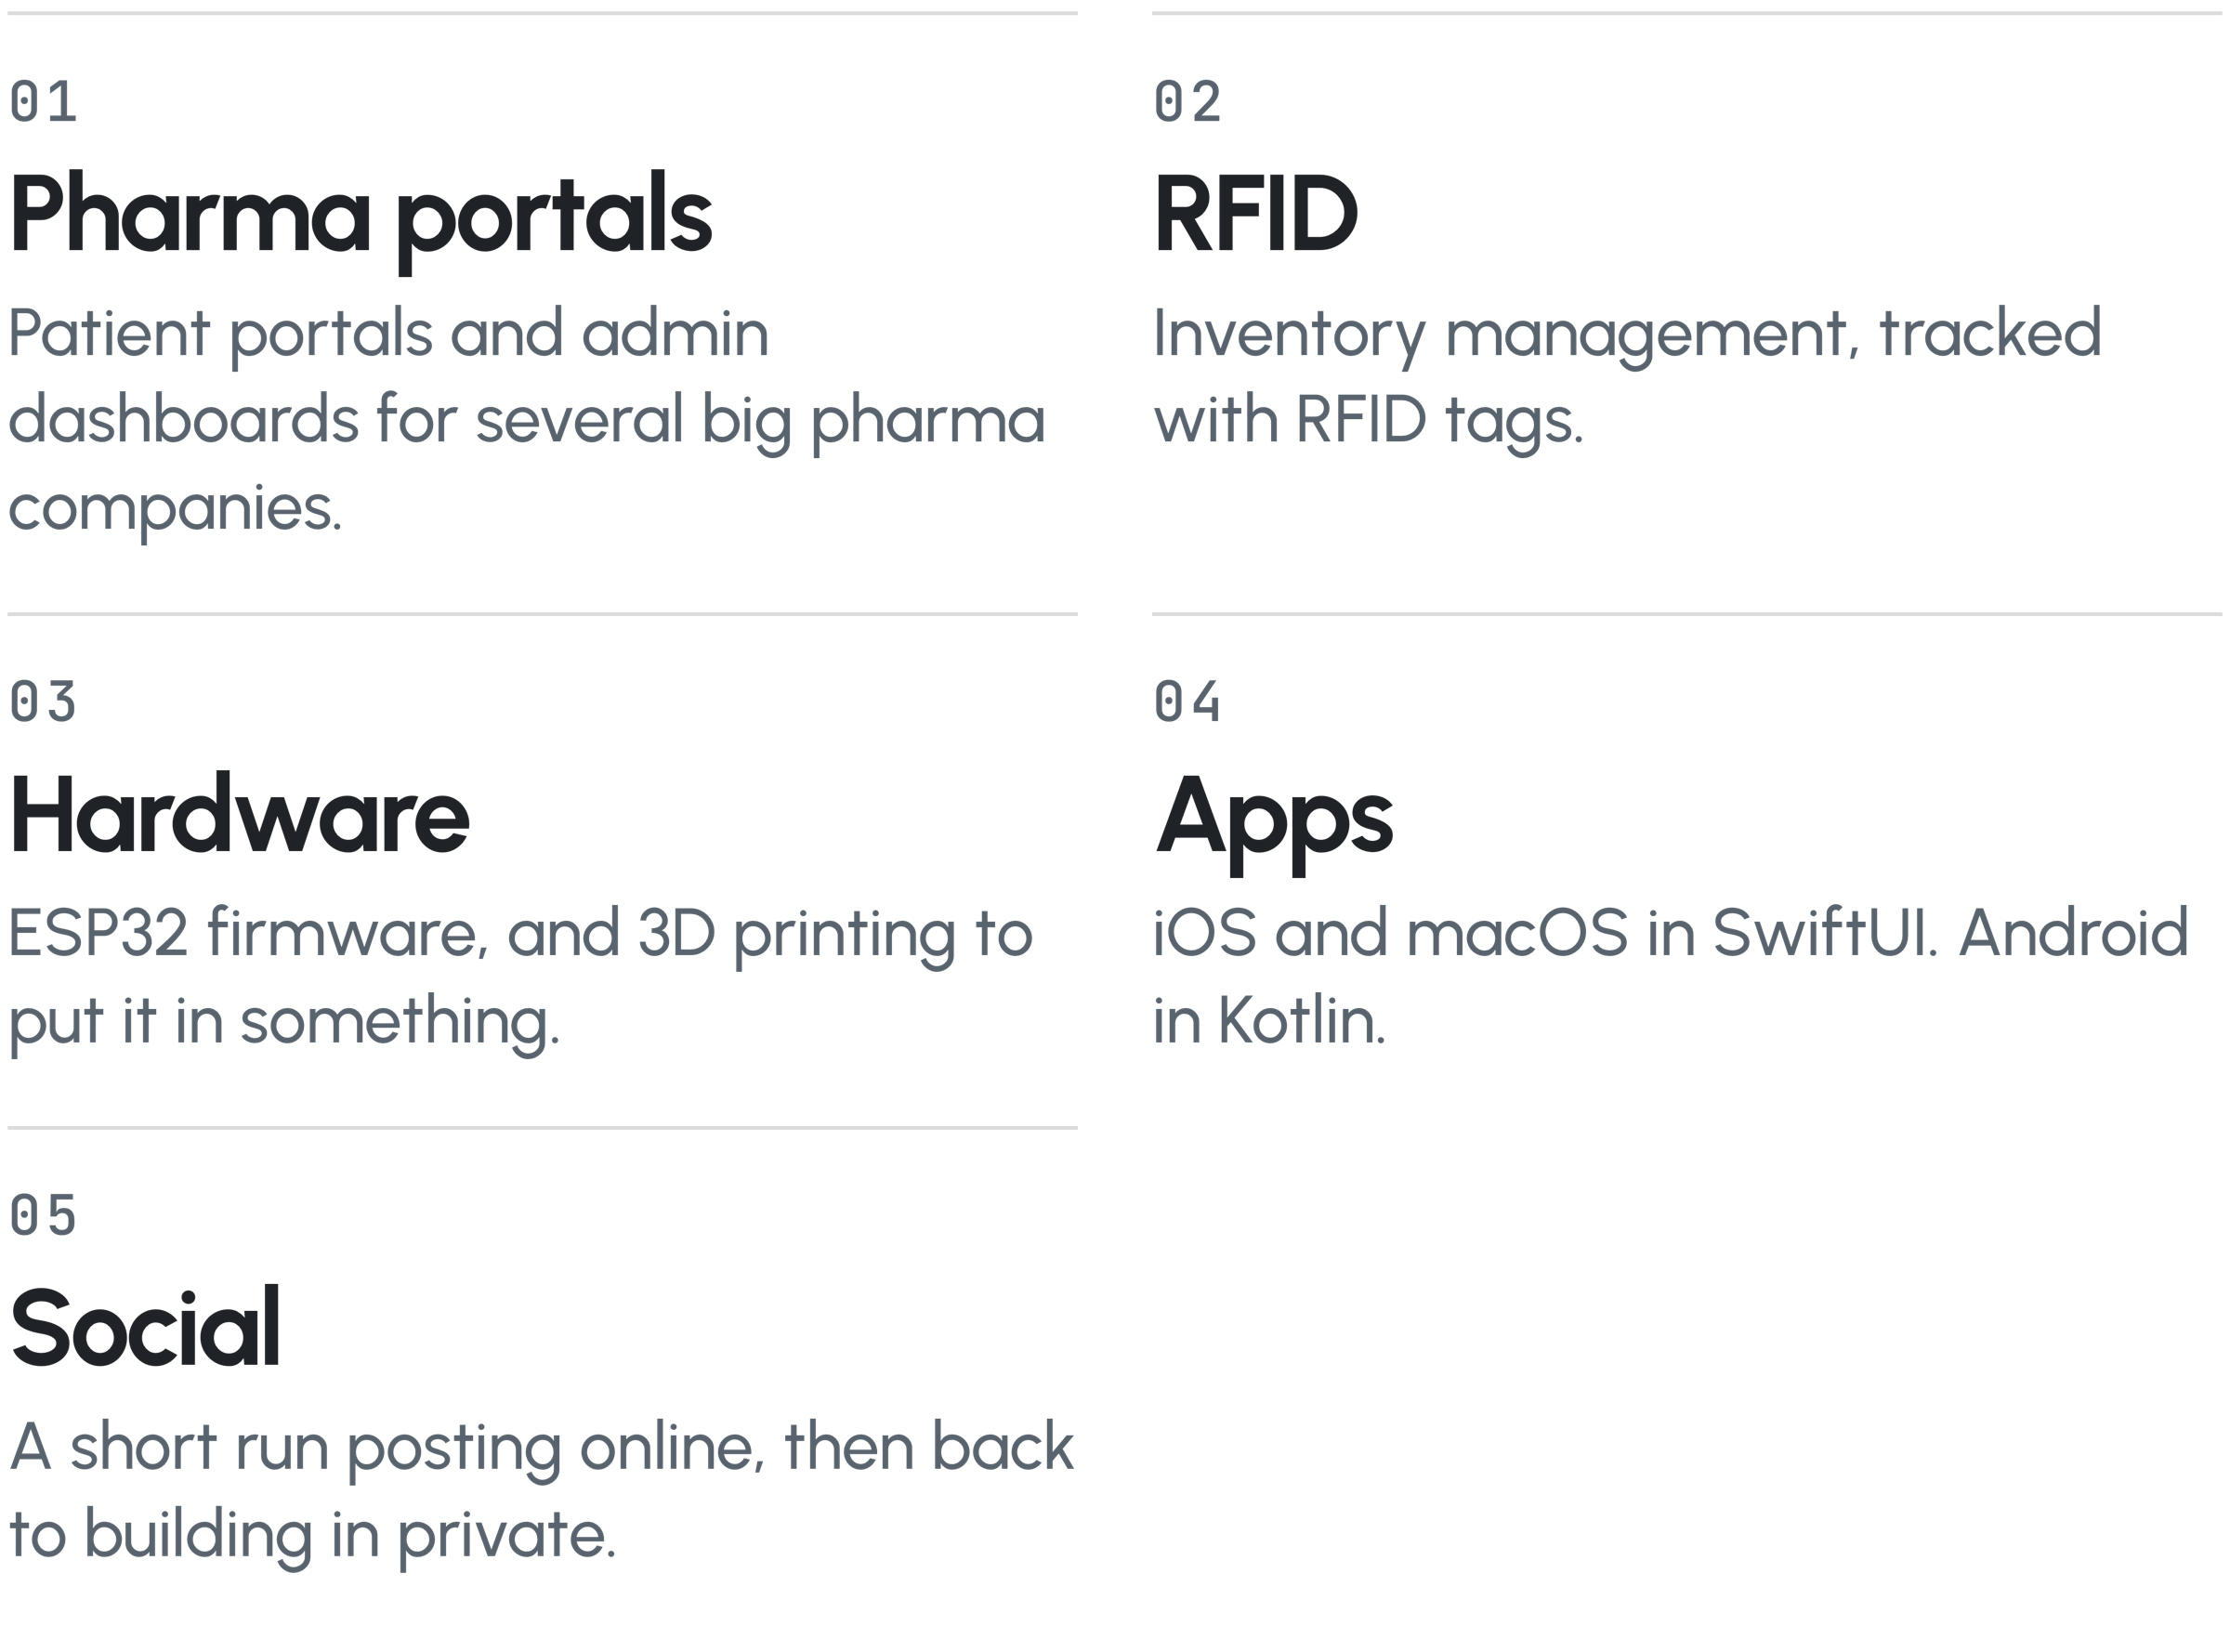 01
Pharma portals
Patient portals and admin
dashboards for several big pharma
companies.
02
RFID
Inventory management, tracked
with RFID tags.
03
Hardware
ESP32 firmware, and 3D printing to
put it in something.
04
Apps
iOS and macOS in SwiftUI. Android
in Kotlin.
05
Social
A short run posting online, then back
to building in private.